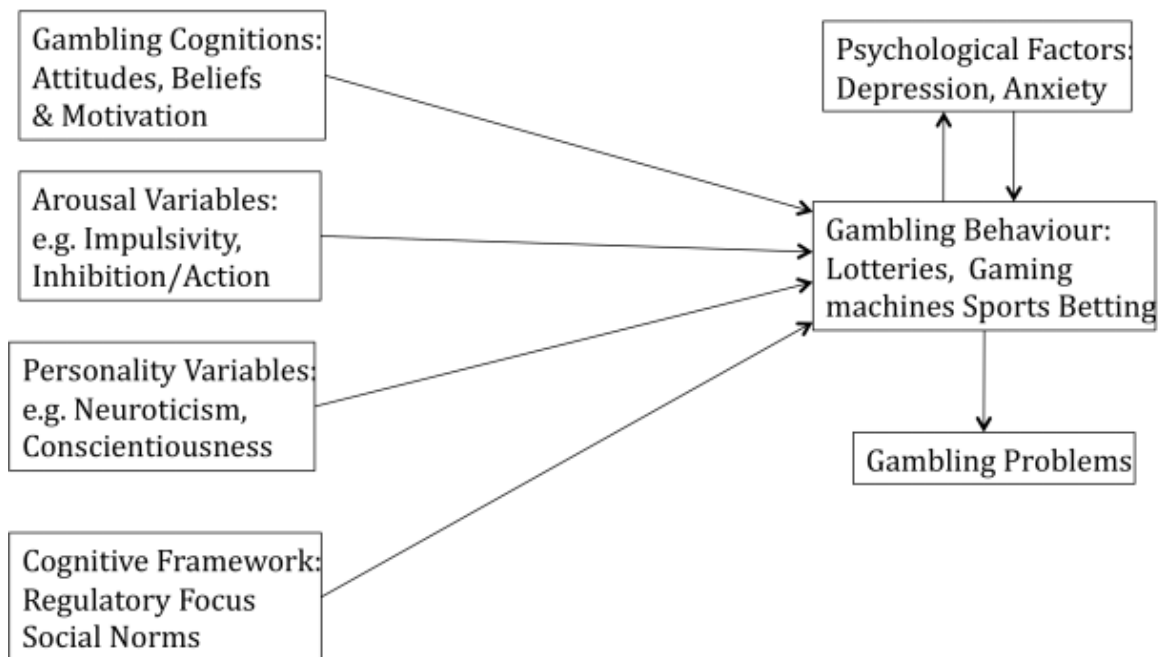 Gambling Cognitions:
Attitudes, Beliefs
& Motivation
Psychological Factors:
Depression, Anxiety
Arousal Variables:
e.g. Impulsivity,
Inhibition/Action
Gambling Behaviour:
Lotteries, Gaming
machines Sports Betting
Personality Variables:
e.g. Neuroticism,
Conscientiousness
Gambling Problems
Cognitive Framework:
Regulatory Focus
Social Norms